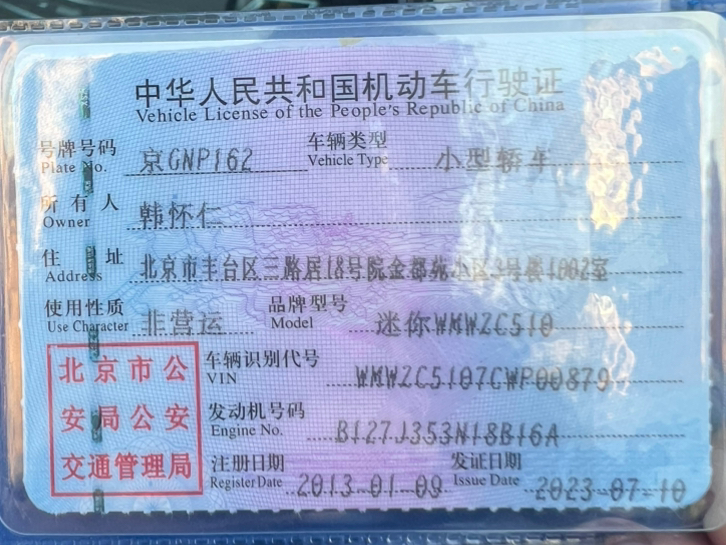 中华人民共和国机动车行驶证
Vehicle License of the People's Republic of China
号牌号码 京GNP162 车辆类型 小型轿车
Plate No. Vehicle Type
所有人 韩怀仁
Owner
住址 北京市丰台区三路居18号院金都苑小区3号楼1002室
Address
使用性质 非营运 品牌型号 迷你WMWZC510
Use Character Model
北京市公安局公安交通管理局
车辆识别代号 WMWZC5107CWP00879
VIN
发动机号码 B127J353N18B16A
Engine No.
注册日期 2013-01-09 发证日期 2023-07-10
Register Date Issue Date